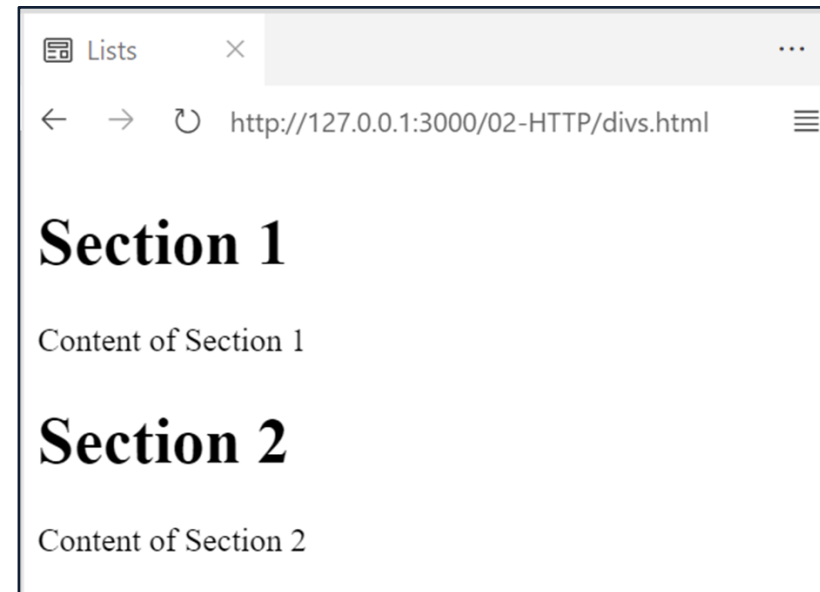 Lists
http://127.0.0.1:3000/02-HTTP/divs.html
Section 1
Content of Section 1
Section 2
Content of Section 2